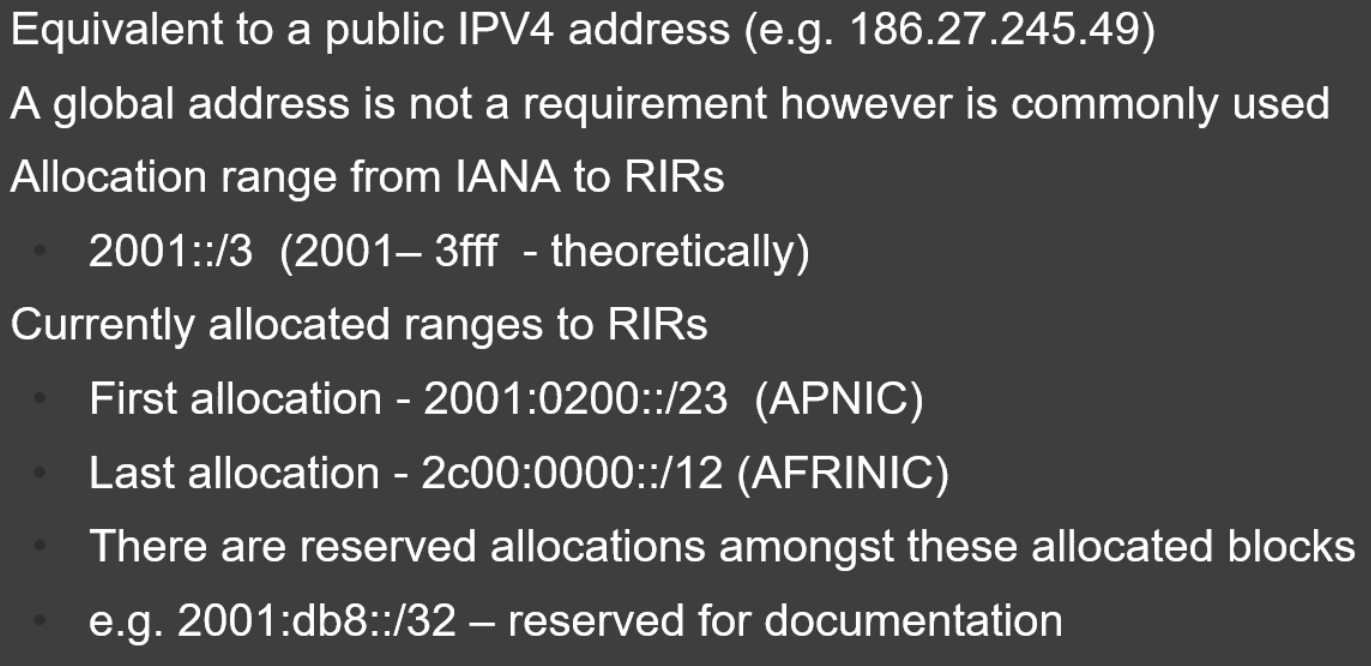 Equivalent to a public IPV4 address (e.g. 186.27.245.49)
A global address is not a requirement however is commonly used
Allocation range from IANA to RIRs
• 2001::/3 (2001– 3fff - theoretically)
Currently allocated ranges to RIRs
• First allocation - 2001:0200::/23 (APNIC)
• Last allocation - 2c00:0000::/12 (AFRINIC)
• There are reserved allocations amongst these allocated blocks
• e.g. 2001:db8::/32 – reserved for documentation